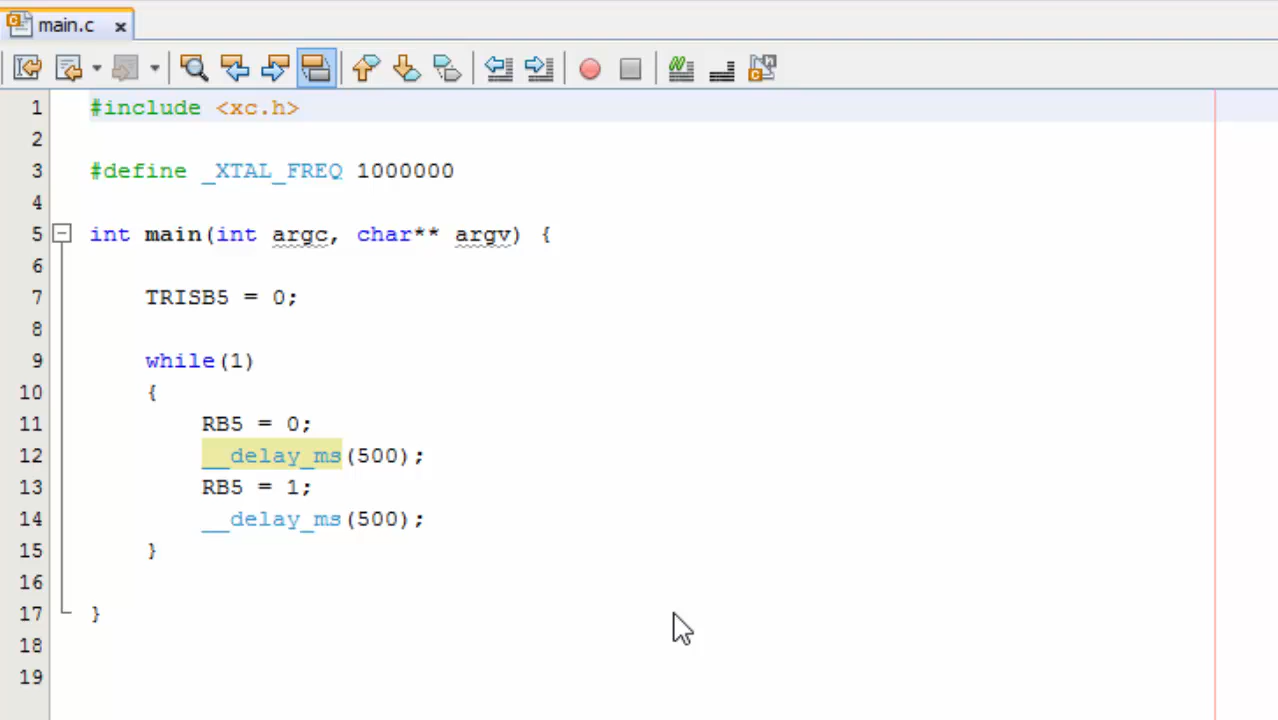 main.c x
1 #include <xc.h>
2
3 #define _XTAL_FREQ 1000000
4
5 int main(int argc, char** argv) {
6
7 TRISB5 = 0;
8
9 while(1)
10 {
11 RB5 = 0;
12 __delay_ms(500);
13 RB5 = 1;
14 __delay_ms(500);
15 }
16
17 }
18
19